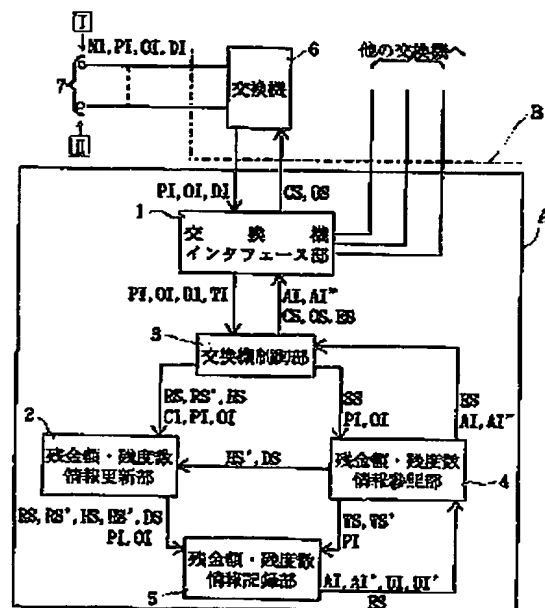 I
NI,PI,OI,DI
6
交換機
他の交換機へ
7
II
B
PI,OI,DI
CS,OS
1
交換機
インタフェース部
A
PI,OI,DI,TI
AI,AI"
CS,OS,ES
3
交換機制御部
RS,RS',HS
CI,PI,OI
SS
PI,OI
ES
AI,AI"
2
残金額・残度数
情報更新部
HS',DS
残金額・残度数
情報参照部
4
RS,RS',HS,HS',DS
PI,OI
WS,WS'
PI
残金額・残度数
情報記録部
5
AI,AI',UI,UI'
RS